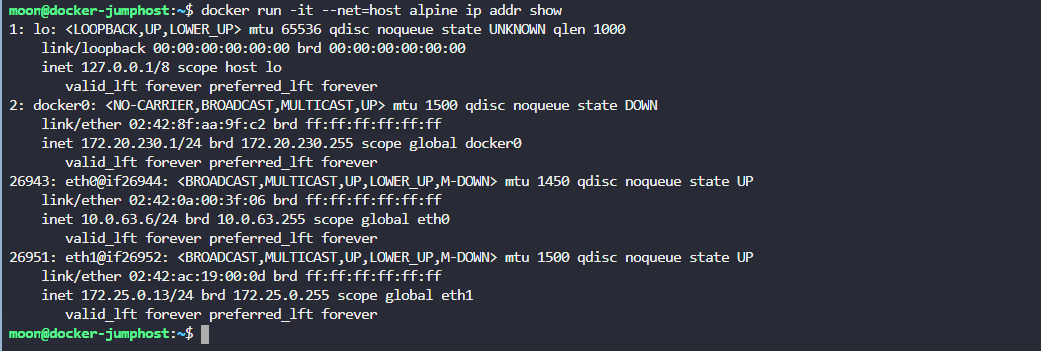 moon@docker-jumphost:~$ docker run -it --net=host alpine ip addr show
1: lo: <LOOPBACK,UP,LOWER_UP> mtu 65536 qdisc noqueue state UNKNOWN qlen 1000
    link/loopback 00:00:00:00:00:00 brd 00:00:00:00:00:00
    inet 127.0.0.1/8 scope host lo
       valid_lft forever preferred_lft forever
2: docker0: <NO-CARRIER,BROADCAST,MULTICAST,UP> mtu 1500 qdisc noqueue state DOWN
    link/ether 02:42:8f:aa:9f:c2 brd ff:ff:ff:ff:ff:ff
    inet 172.20.230.1/24 brd 172.20.230.255 scope global docker0
       valid_lft forever preferred_lft forever
26943: eth0@if26944: <BROADCAST,MULTICAST,UP,LOWER_UP,M-DOWN> mtu 1450 qdisc noqueue state UP
    link/ether 02:42:0a:00:3f:06 brd ff:ff:ff:ff:ff:ff
    inet 10.0.63.6/24 brd 10.0.63.255 scope global eth0
       valid_lft forever preferred_lft forever
26951: eth1@if26952: <BROADCAST,MULTICAST,UP,LOWER_UP,M-DOWN> mtu 1500 qdisc noqueue state UP
    link/ether 02:42:ac:19:00:0d brd ff:ff:ff:ff:ff:ff
    inet 172.25.0.13/24 brd 172.25.0.255 scope global eth1
       valid_lft forever preferred_lft forever
moon@docker-jumphost:~$